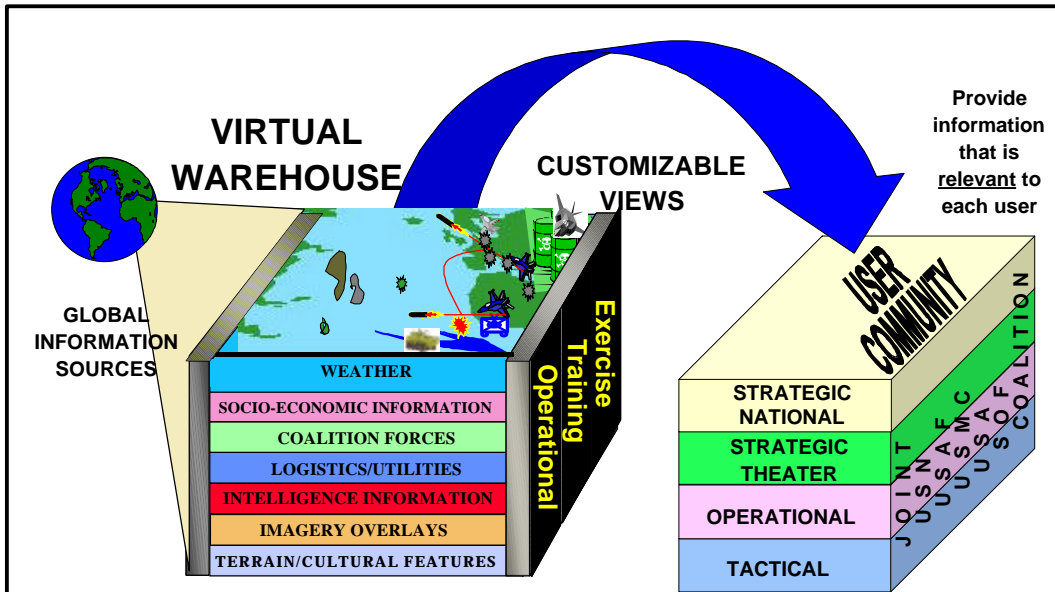 VIRTUAL
WAREHOUSE
CUSTOMIZABLE
VIEWS
Provide
information
that is
relevant to
each user
GLOBAL
INFORMATION
SOURCES
WEATHER
SOCIO-ECONOMIC INFORMATION
COALITION FORCES
LOGISTICS/UTILITIES
INTELLIGENCE INFORMATION
IMAGERY OVERLAYS
TERRAIN/CULTURAL FEATURES
Operational
Training
Exercise
USER
COMMUNITY
STRATEGIC
NATIONAL
STRATEGIC
THEATER
OPERATIONAL
TACTICAL
JOINT
USN
USAF
USMC
USA
SOF
COALITION